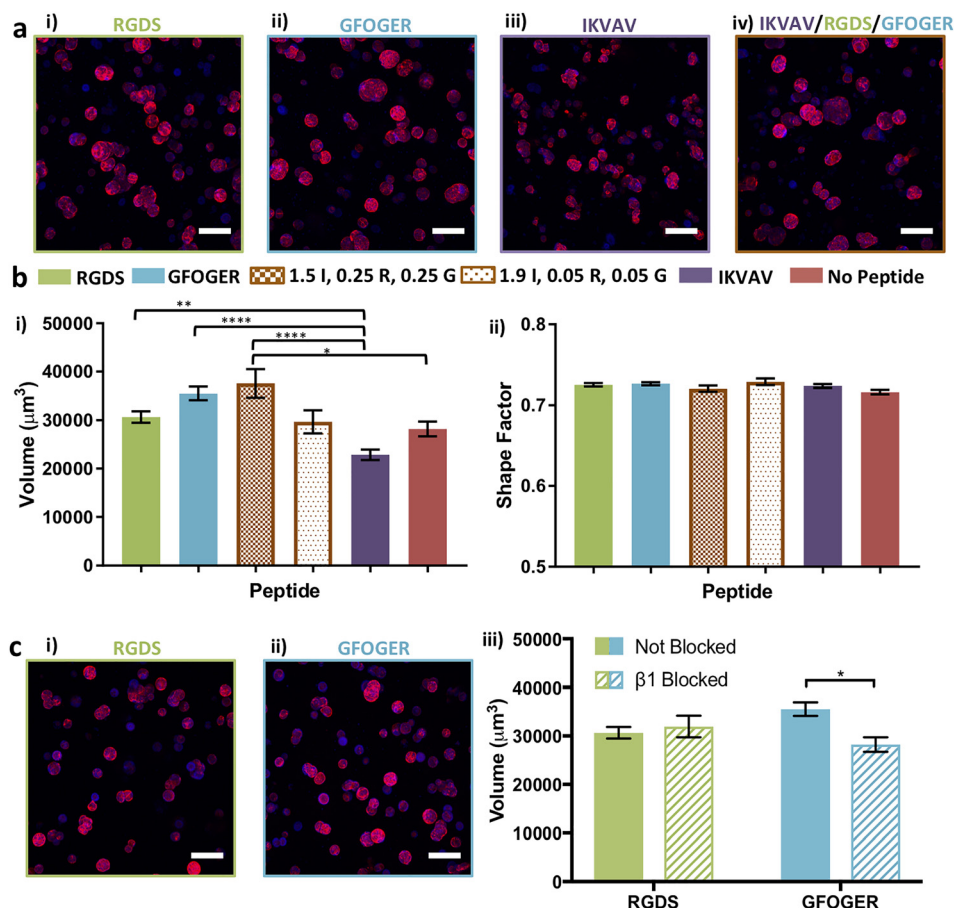 a
i) RGDS
ii) GFOGER
iii) IKVAV
iv) IKVAV/RGDS/GFOGER
b
RGDS GFOGER 1.5 I, 0.25 R, 0.25 G 1.9 I, 0.05 R, 0.05 G IKVAV No Peptide
i)
Volume (μm³)
50000
40000
30000
20000
10000
0
**
****
****
*
Peptide
ii)
Shape Factor
0.8
0.7
0.6
0.5
Peptide
c
i) RGDS
ii) GFOGER
iii)
Volume (μm³)
50000
40000
30000
20000
10000
0
Not Blocked
β1 Blocked
*
RGDS GFOGER